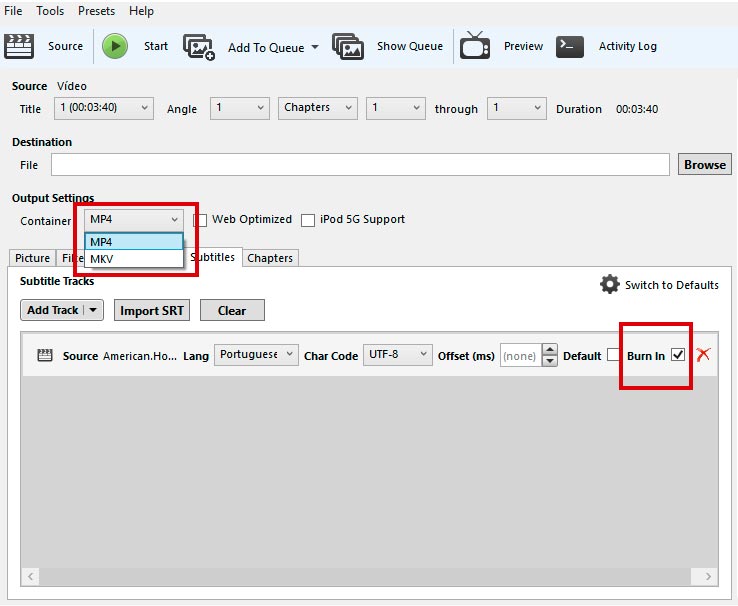 File Tools Presets Help
Source Start Add To Queue Show Queue Preview Activity Log
Source Vídeo
Title 1 (00:03:40) Angle 1 Chapters 1 through 1 Duration 00:03:40
Destination
File Browse
Output Settings
Container MP4 Web Optimized iPod 5G Support
MP4
MKV
Picture Subtitles Chapters
Subtitle Tracks
Switch to Defaults
Add Track Import SRT Clear
Source American.Ho... Lang Portuguese Char Code UTF-8 Offset (ms) (none) Default Burn In